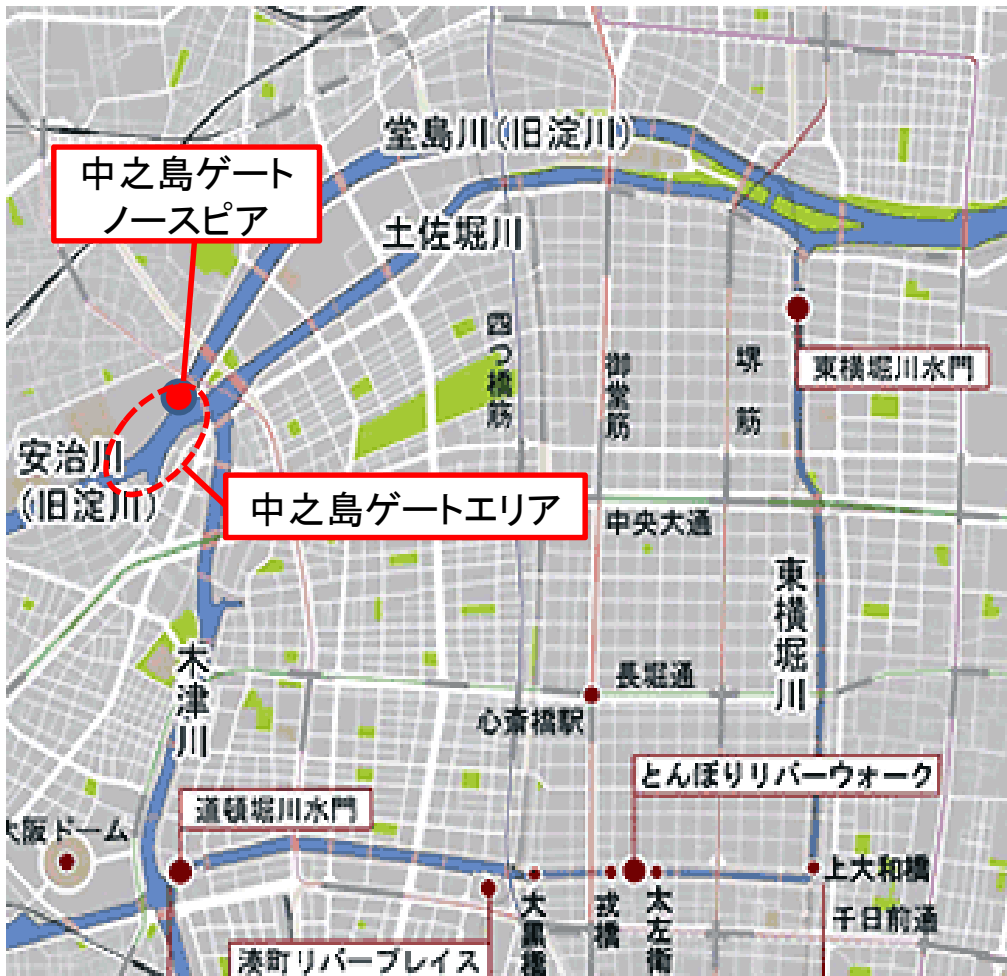 堂島川(旧淀川)
中之島ゲート
ノースピア
土佐堀川
四つ橋筋
御堂筋
堺筋
東横堀川水門
安治川
(旧淀川)
中之島ゲートエリア
中央大通
東横堀川
木津川
長堀通
心斎橋駅
とんぼりリバーウォーク
道頓堀川水門
大阪ドーム
上大和橋
大黒橋
戎橋
太左衛
千日前通
湊町リバープレイス